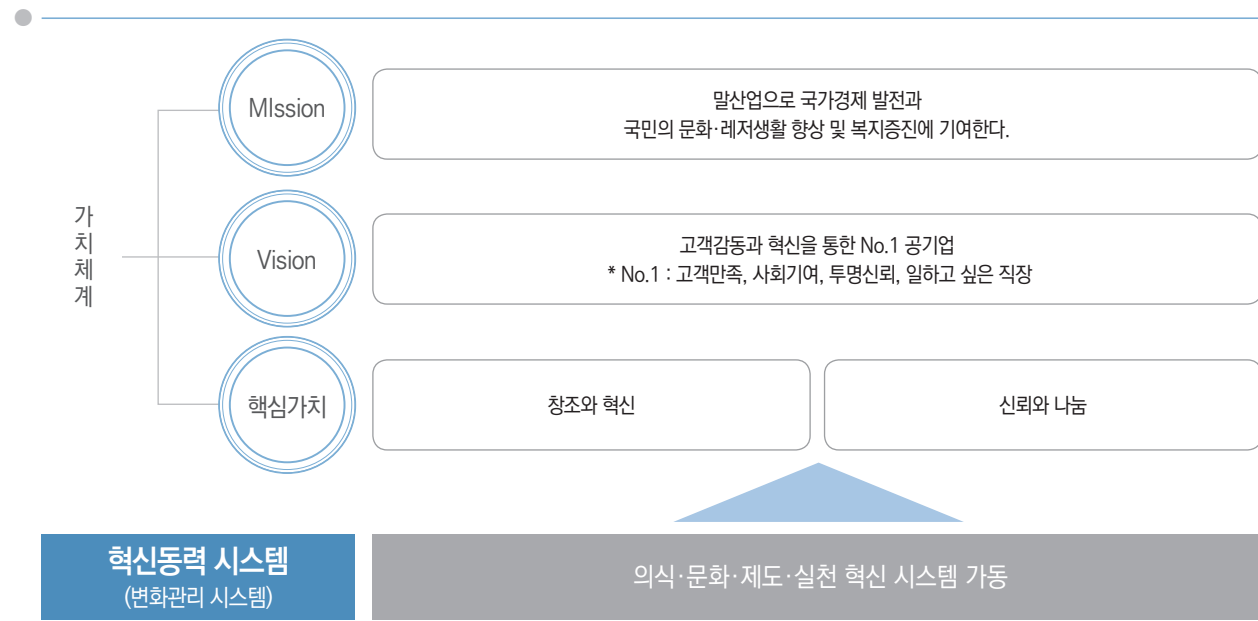 가치체계
MIssion
말산업으로 국가경제 발전과
국민의 문화·레저생활 향상 및 복지증진에 기여한다.
Vision
고객감동과 혁신을 통한 No.1 공기업
* No.1 : 고객만족, 사회기여, 투명신뢰, 일하고 싶은 직장
핵심가치
창조와 혁신
신뢰와 나눔
혁신동력 시스템
(변화관리 시스템)
의식·문화·제도·실천 혁신 시스템 가동